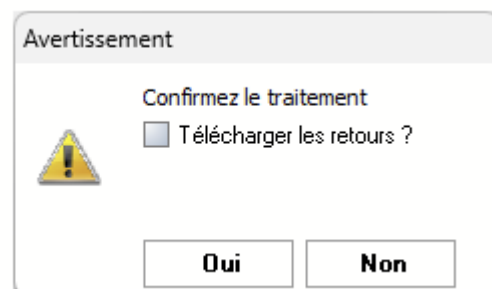 Avertissement
Confirmez le traitement
Télécharger les retours ?
Oui Non